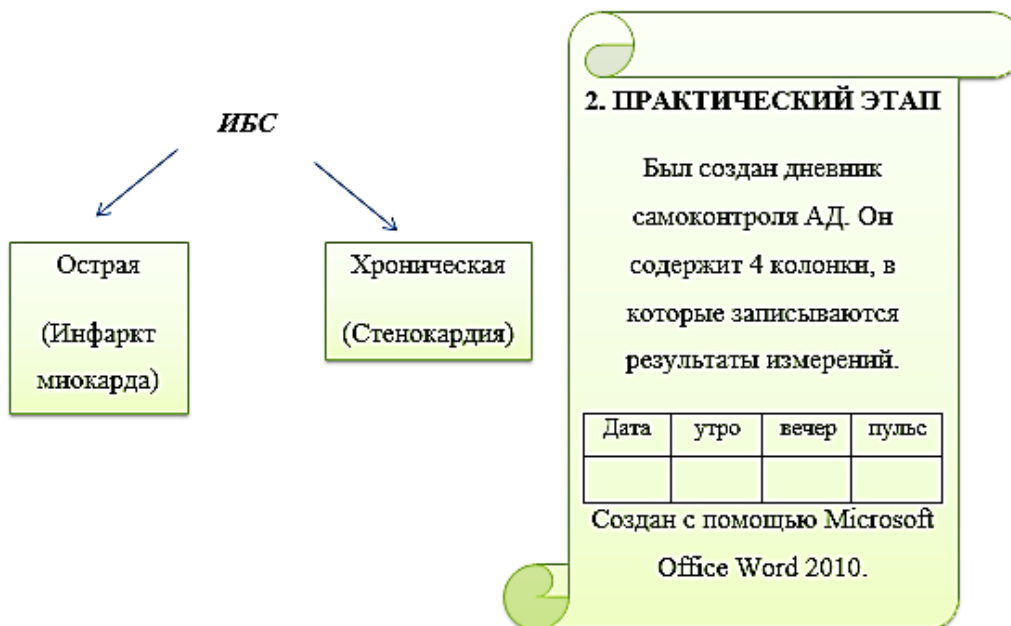 ИБС
Острая
(Инфаркт
миокарда)
Хроническая
(Стенокардия)
2. ПРАКТИЧЕСКИЙ ЭТАП
Был создан дневник
самоконтроля АД. Он
содержит 4 колонки, в
которые записываются
результаты измерений.
Дата утро вечер пульс
Создан с помощью Microsoft
Office Word 2010.